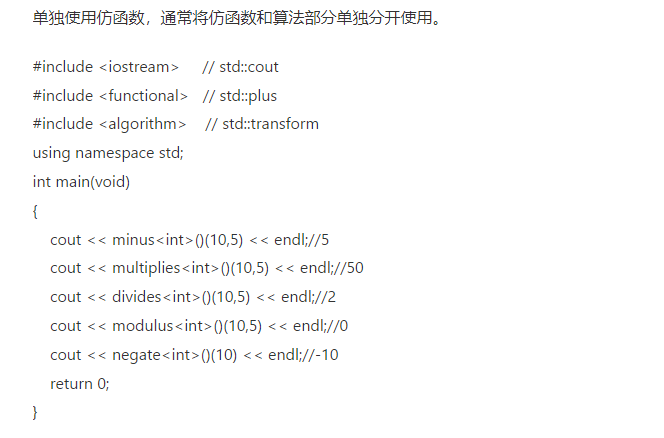 单独使用仿函数，通常将仿函数和算法部分单独分开使用。
#include <iostream>     // std::cout
#include <functional>   // std::plus
#include <algorithm>    // std::transform
using namespace std;
int main(void)
{
    cout << minus<int>()(10,5) << endl;//5
    cout << multiplies<int>()(10,5) << endl;//50
    cout << divides<int>()(10,5) << endl;//2
    cout << modulus<int>()(10,5) << endl;//0
    cout << negate<int>()(10) << endl;//-10
    return 0;
}